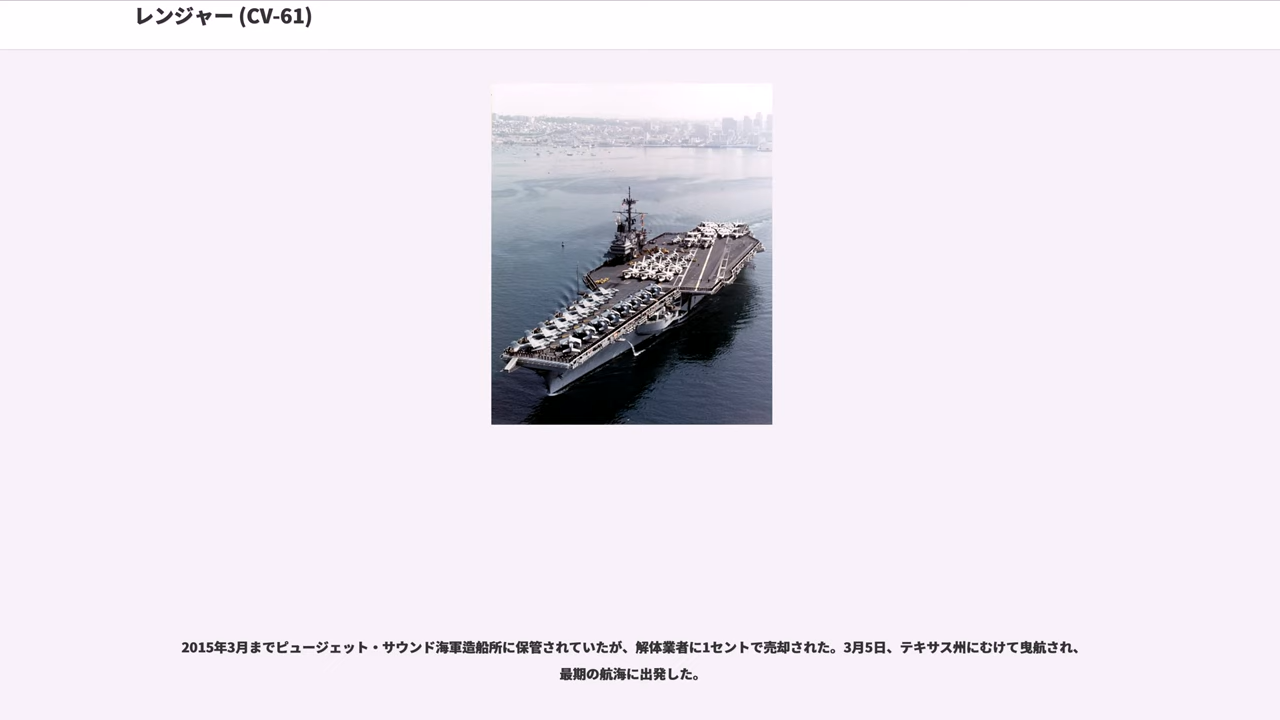 レンジャー (CV-61)
2015年3月までピュージェット・サウンド海軍造船所に保管されていたが、解体業者に1セントで売却された。3月5日、テキサス州にむけて曳航され、
最期の航海に出発した。